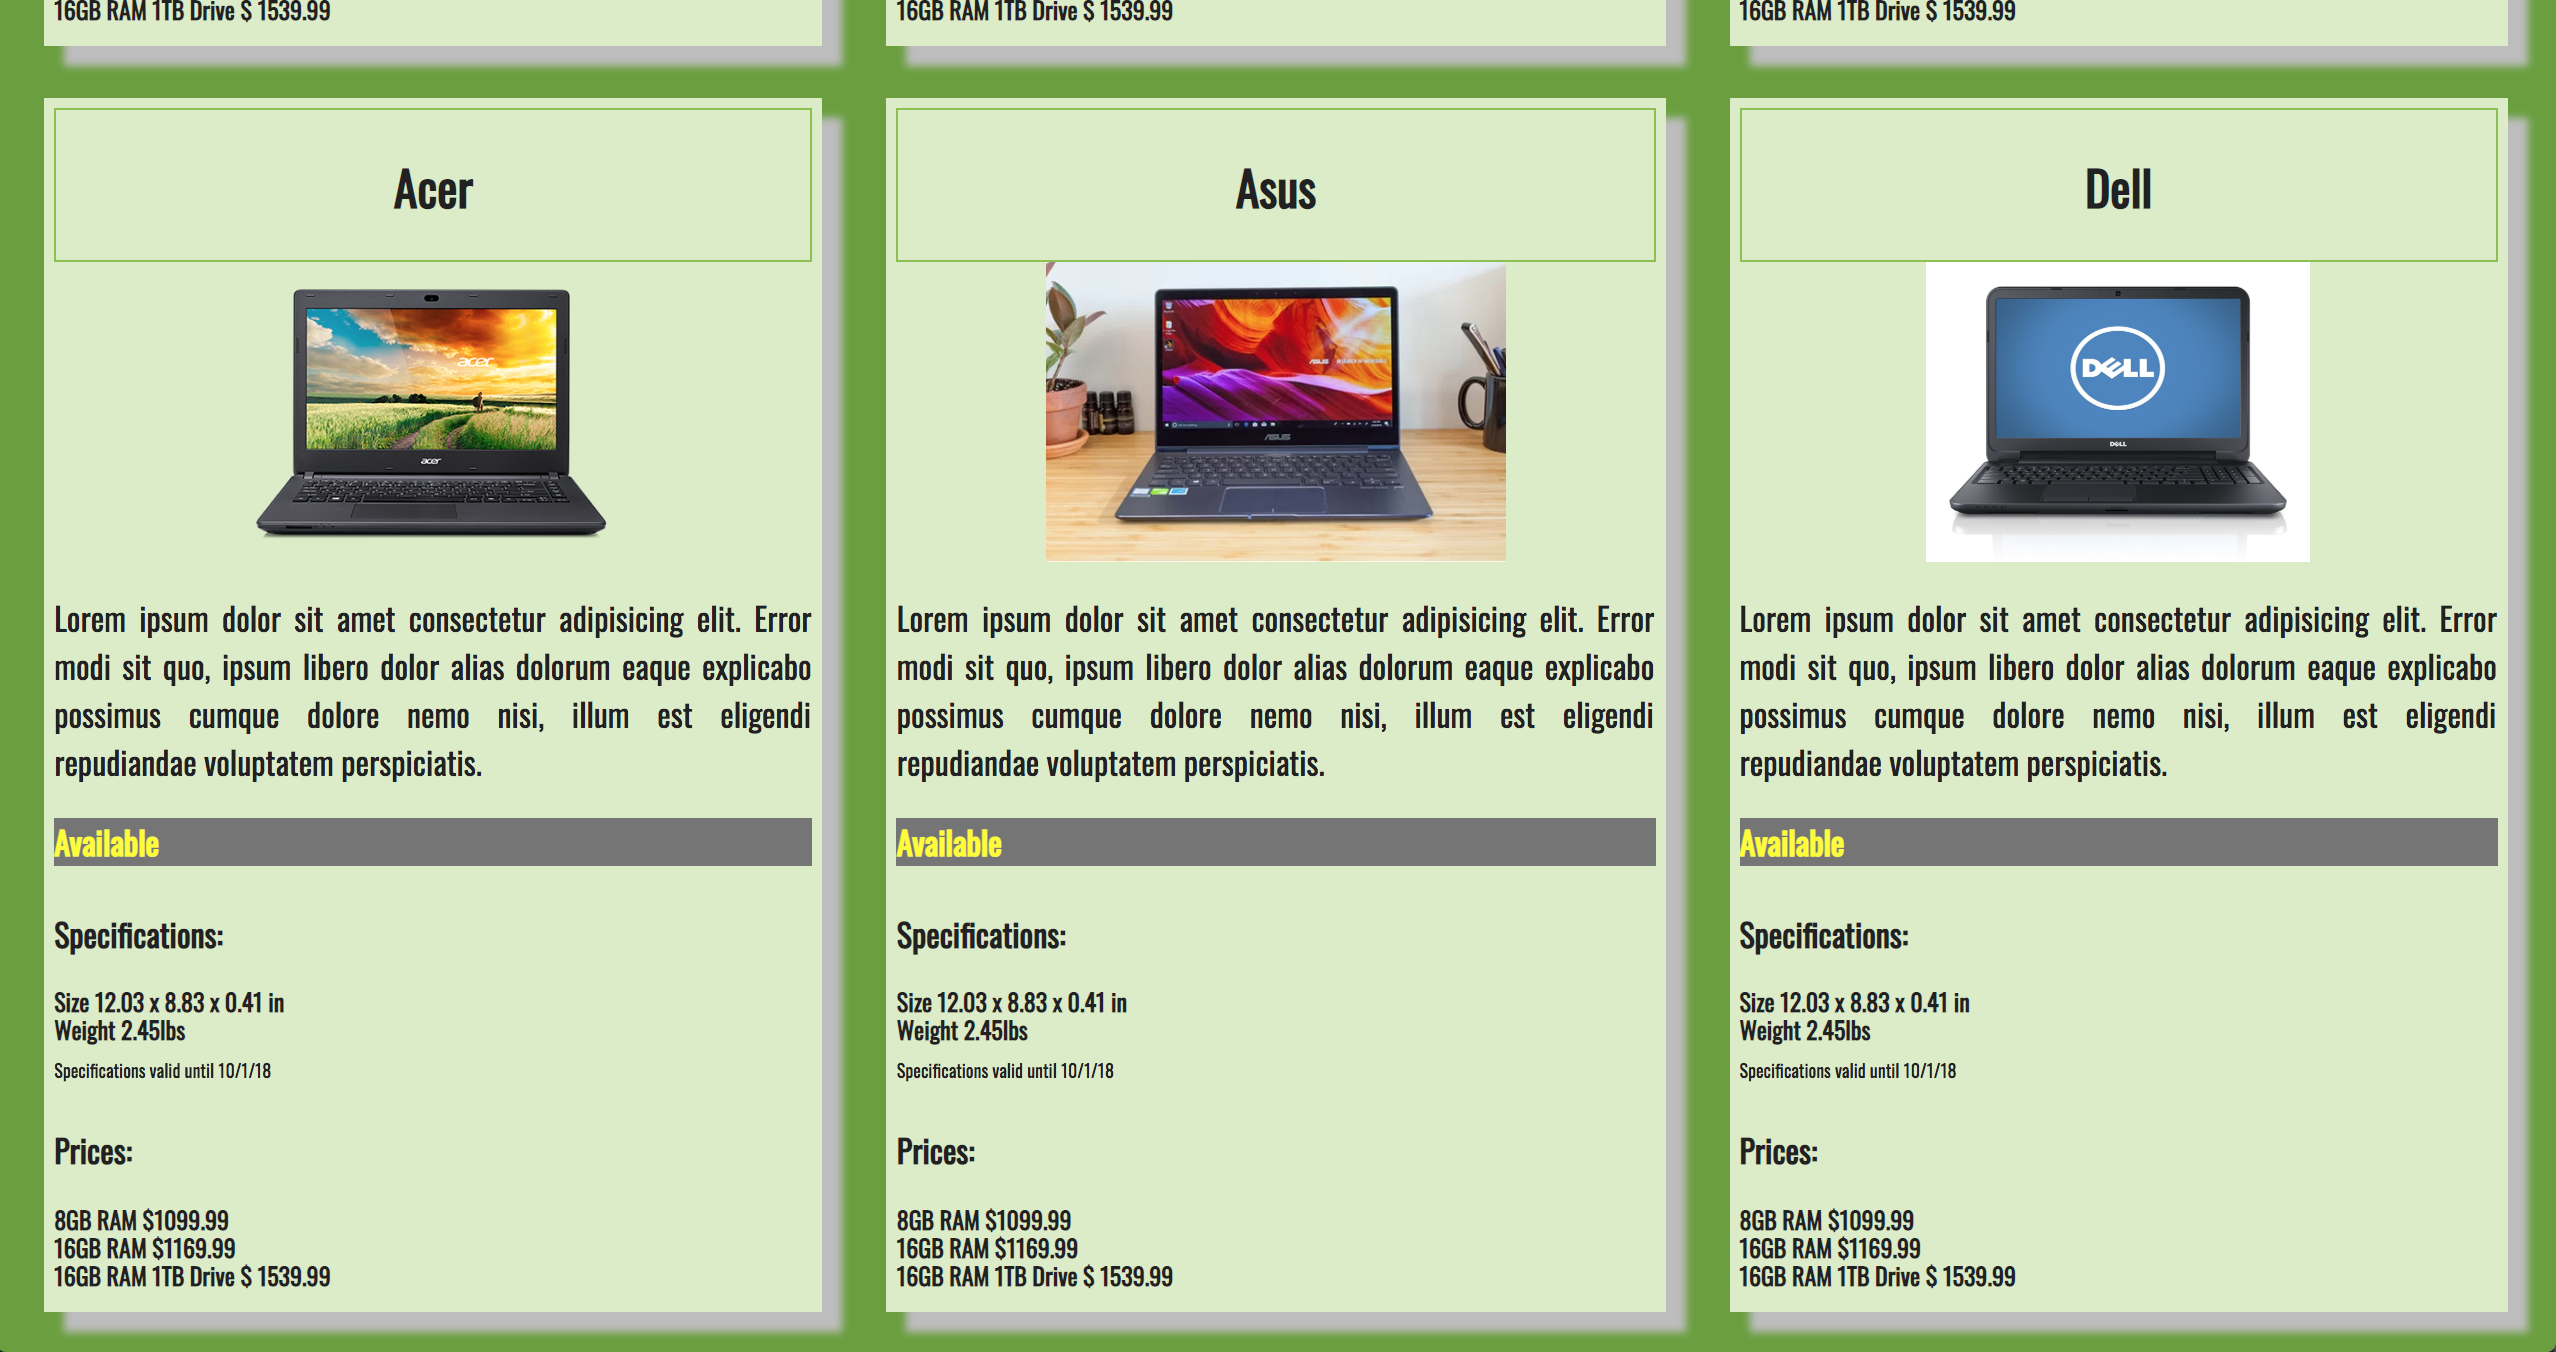 16GB RAM 1TB Drive $ 1539.99
16GB RAM 1TB Drive $ 1539.99
16GB RAM 1TB Drive $ 1539.99
Acer
acer
acer
Lorem ipsum dolor sit amet consectetur adipisicing elit. Error
modi sit quo, ipsum libero dolor alias dolorum eaque explicabo
possimus cumque dolore nemo nisi, illum est eligendi
repudiandae voluptatem perspiciatis.
Available
Specifications:
Size 12.03 x 8.83 x 0.41 in
Weight 2.45lbs
Specifications valid until 10/1/18
Prices:
8GB RAM $1099.99
16GB RAM $1169.99
16GB RAM 1TB Drive $ 1539.99
Asus
ASUS
ASUS
Lorem ipsum dolor sit amet consectetur adipisicing elit. Error
modi sit quo, ipsum libero dolor alias dolorum eaque explicabo
possimus cumque dolore nemo nisi, illum est eligendi
repudiandae voluptatem perspiciatis.
Available
Specifications:
Size 12.03 x 8.83 x 0.41 in
Weight 2.45lbs
Specifications valid until 10/1/18
Prices:
8GB RAM $1099.99
16GB RAM $1169.99
16GB RAM 1TB Drive $ 1539.99
Dell
DELL
DELL
Lorem ipsum dolor sit amet consectetur adipisicing elit. Error
modi sit quo, ipsum libero dolor alias dolorum eaque explicabo
possimus cumque dolore nemo nisi, illum est eligendi
repudiandae voluptatem perspiciatis.
Available
Specifications:
Size 12.03 x 8.83 x 0.41 in
Weight 2.45lbs
Specifications valid until 10/1/18
Prices:
8GB RAM $1099.99
16GB RAM $1169.99
16GB RAM 1TB Drive $ 1539.99